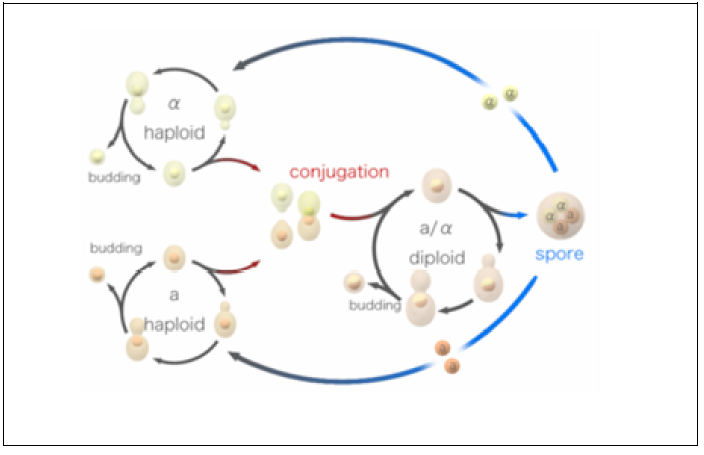 α
α
α
haploid
budding
conjugation
a/α
diploid
α
α
a
a
spore
budding
a
haploid
budding
a
a